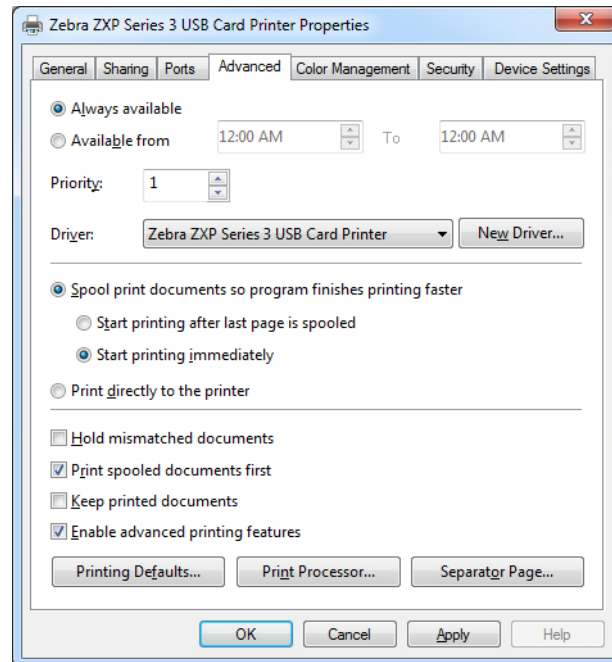 Zebra ZXP Series 3 USB Card Printer Properties
General Sharing Ports Advanced Color Management Security Device Settings
Always available
Available from 12:00 AM To 12:00 AM
Priority: 1
Driver: Zebra ZXP Series 3 USB Card Printer New Driver...
Spool print documents so program finishes printing faster
Start printing after last page is spooled
Start printing immediately
Print directly to the printer
Hold mismatched documents
Print spooled documents first
Keep printed documents
Enable advanced printing features
Printing Defaults... Print Processor... Separator Page...
OK Cancel Apply Help